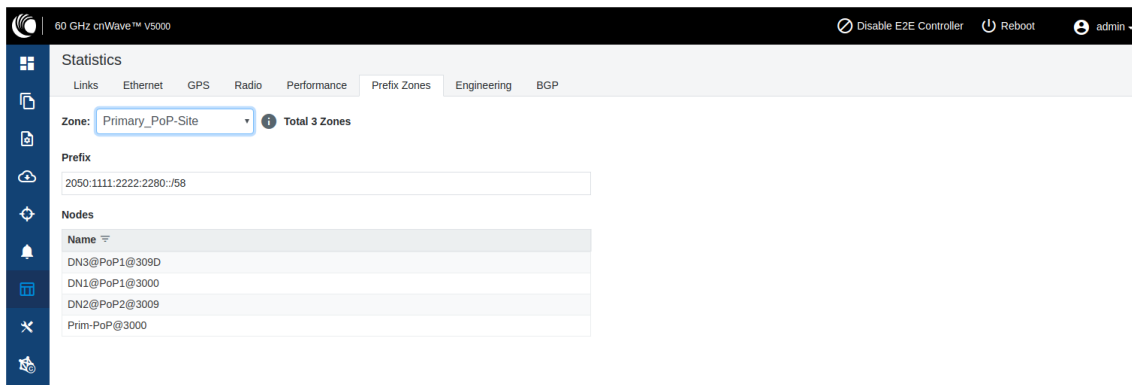 60 GHz cnWave™ V5000 Disable E2E Controller Reboot admin
Statistics
Links Ethernet GPS Radio Performance Prefix Zones Engineering BGP
Zone: Primary_PoP-Site Total 3 Zones
Prefix
2050:1111:2222:2280::/58
Nodes
Name
DN3@PoP1@309D
DN1@PoP1@3000
DN2@PoP2@3009
Prim-PoP@3000